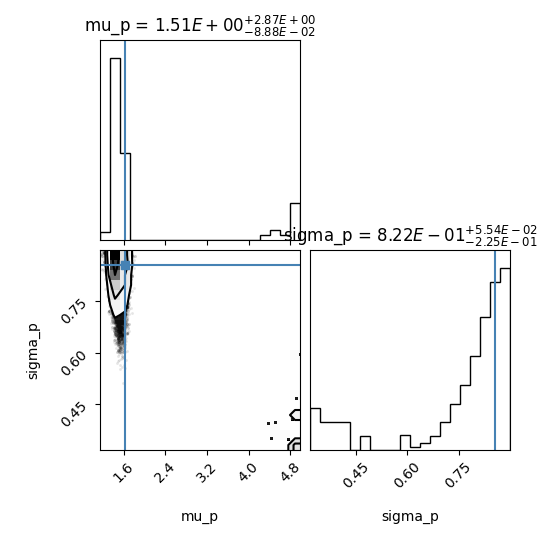 mu_p = 1.51E + 00+2.87E + 00 −8.88E − 02
sigma_p = 8.22E − 01+5.54E − 02 −2.25E − 01
0.75
0.60
0.45
sigma_p
1.6 2.4 3.2 4.0 4.8
0.45 0.60 0.75
mu_p
sigma_p